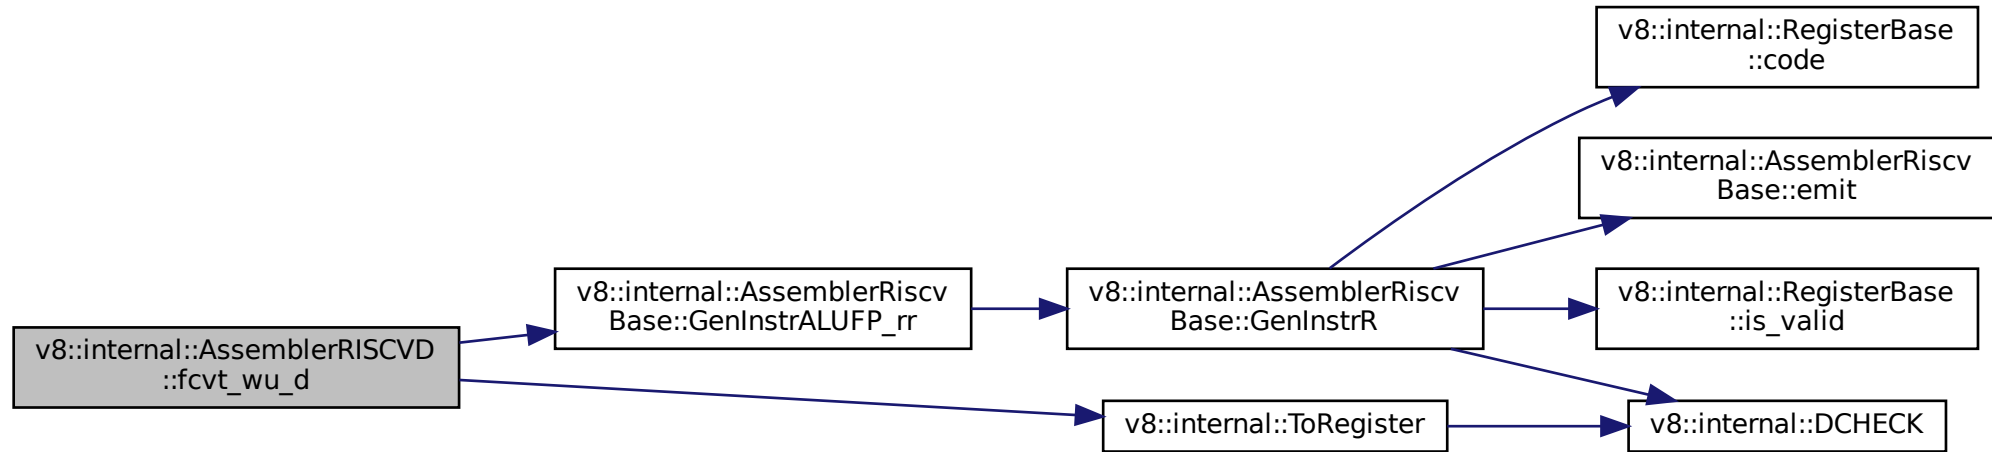 v8::internal::RegisterBase
::code
v8::internal::AssemblerRiscv
Base::emit
v8::internal::AssemblerRiscv
Base::GenInstrALUFP_rr
v8::internal::AssemblerRiscv
Base::GenInstrR
v8::internal::RegisterBase
::is_valid
v8::internal::AssemblerRISCVD
::fcvt_wu_d
v8::internal::ToRegister
v8::internal::DCHECK